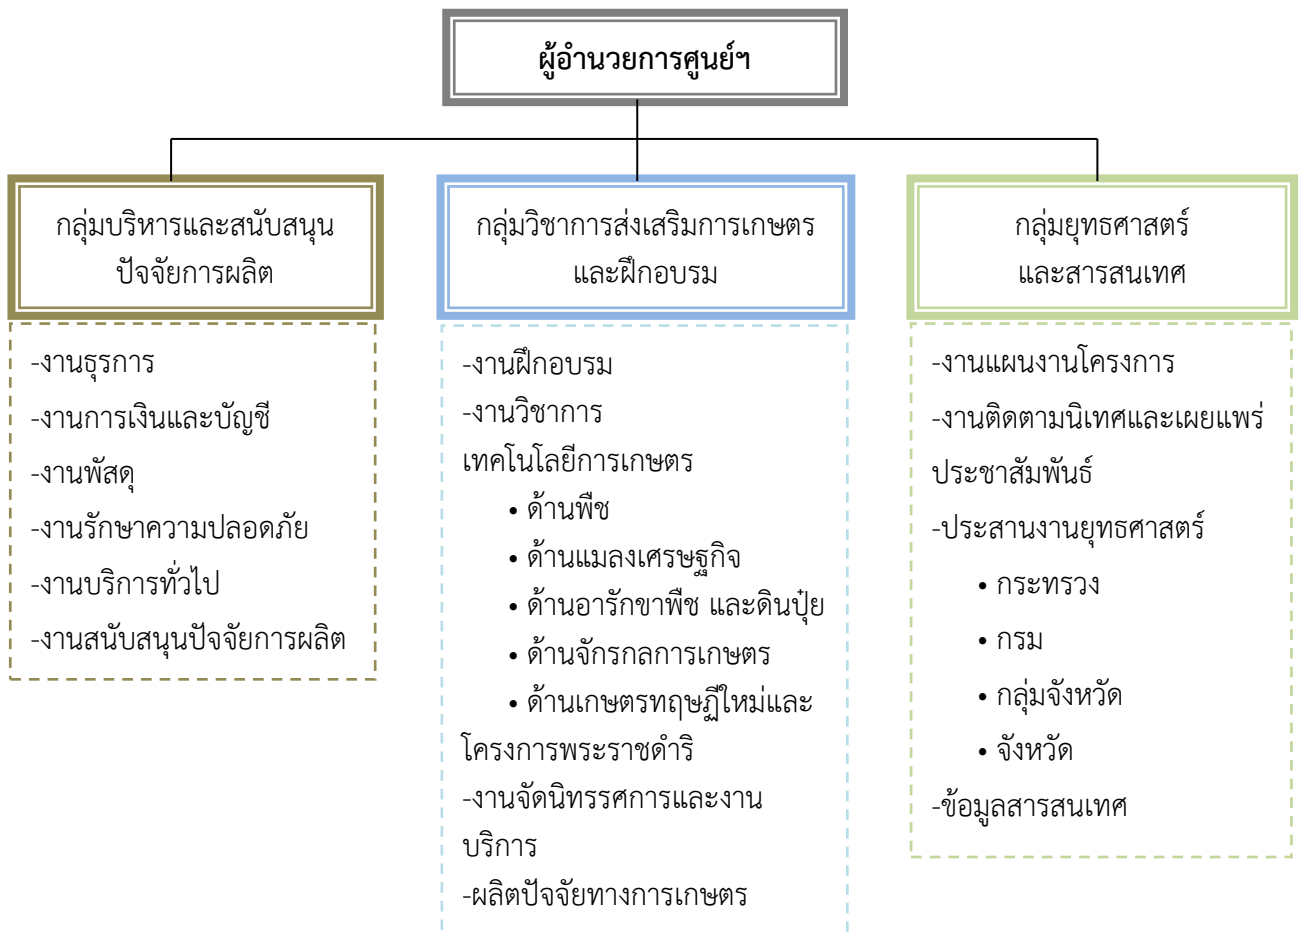 ผู้อำนวยการศูนย์ฯ
กลุ่มบริหารและสนับสนุน
ปัจจัยการผลิต
-งานธุรการ
-งานการเงินและบัญชี
-งานพัสดุ
-งานรักษาความปลอดภัย
-งานบริการทั่วไป
-งานสนับสนุนปัจจัยการผลิต
กลุ่มวิชาการส่งเสริมการเกษตร
และฝึกอบรม
-งานฝึกอบรม
-งานวิชาการ
เทคโนโลยีการเกษตร
• ด้านพืช
• ด้านแมลงเศรษฐกิจ
• ด้านอารักขาพืช และดินปุ๋ย
• ด้านจักรกลการเกษตร
• ด้านเกษตรทฤษฎีใหม่และ
โครงการพระราชดำริ
-งานจัดนิทรรศการและงาน
บริการ
-ผลิตปัจจัยทางการเกษตร
กลุ่มยุทธศาสตร์
และสารสนเทศ
-งานแผนงานโครงการ
-งานติดตามนิเทศและเผยแพร่
ประชาสัมพันธ์
-ประสานงานยุทธศาสตร์
• กระทรวง
• กรม
• กลุ่มจังหวัด
• จังหวัด
-ข้อมูลสารสนเทศ